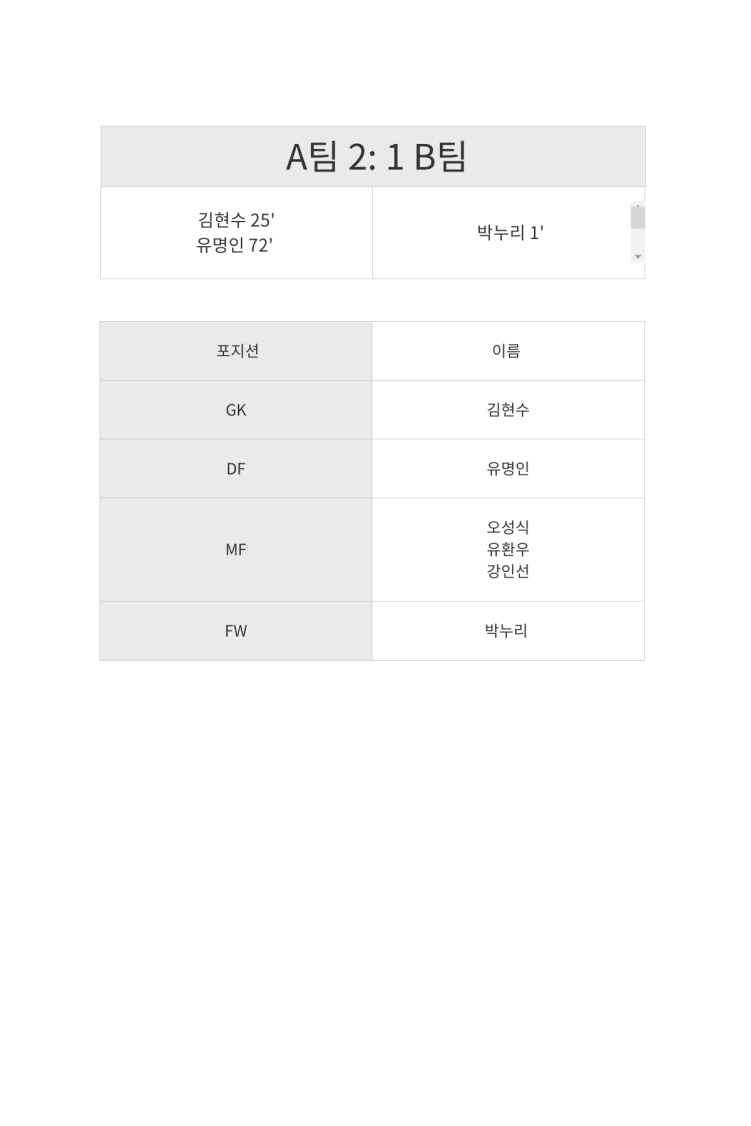 A팀 2: 1 B팀
김현수 25'
유명인 72'
박누리 1'
포지션 이름
GK 김현수
DF 유명인
MF
오성식
유환우
강인선
FW 박누리